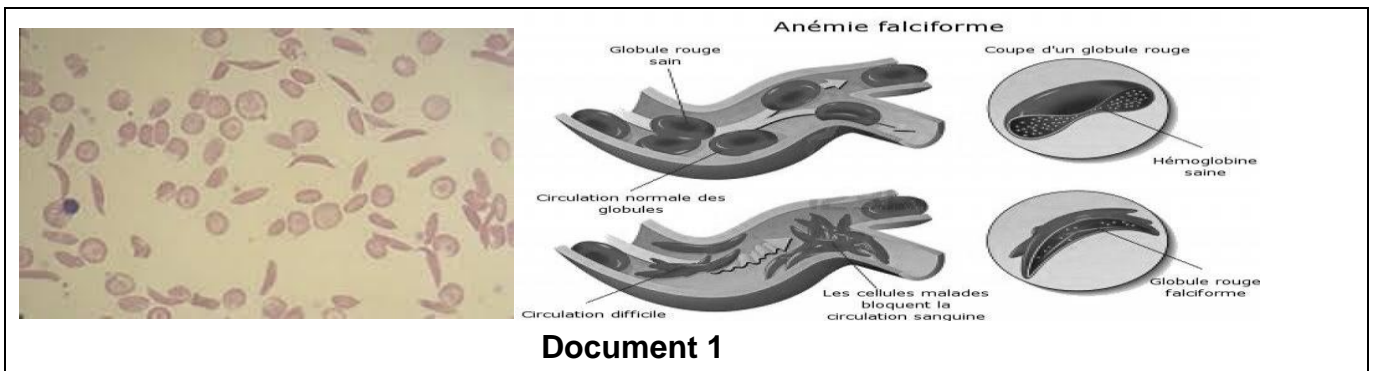 Anémie falciforme
Globule rouge
sain
Coupe d'un globule rouge
Hémoglobine
saine
Circulation normale des
globules
Globule rouge
falciforme
Les cellules malades
bloquent la
circulation sanguine
Circulation difficile
Document 1